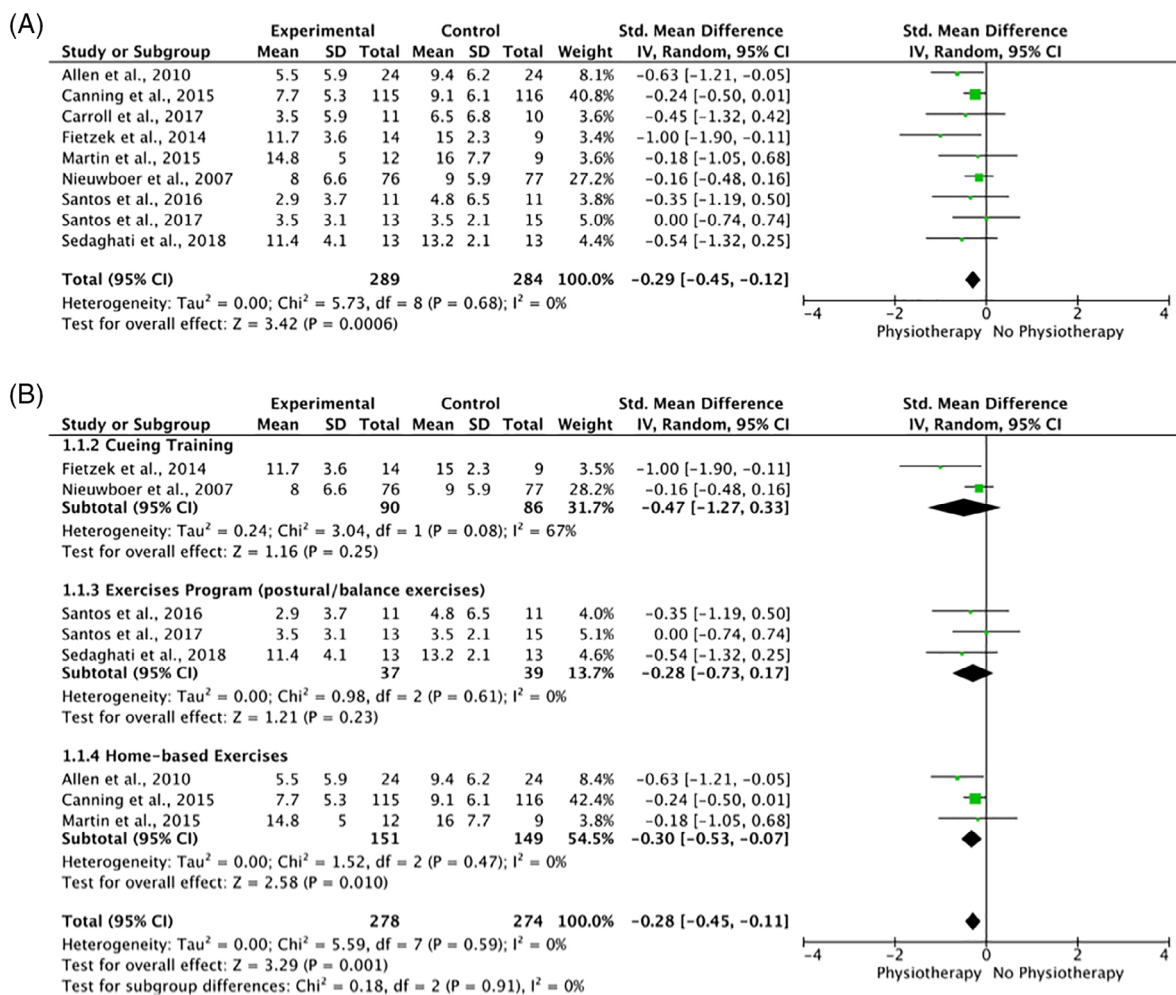 (A)
Experimental Control Std. Mean Difference Std. Mean Difference
Study or Subgroup Mean SD Total Mean SD Total Weight IV, Random, 95% CI IV, Random, 95% CI
Allen et al., 2010 5.5 5.9 24 9.4 6.2 24 8.1% −0.63 [−1.21, −0.05]
Canning et al., 2015 7.7 5.3 115 9.1 6.1 116 40.8% −0.24 [−0.50, 0.01]
Carroll et al., 2017 3.5 5.9 11 6.5 6.8 10 3.6% −0.45 [−1.32, 0.42]
Fietzek et al., 2014 11.7 3.6 14 15 2.3 9 3.4% −1.00 [−1.90, −0.11]
Martin et al., 2015 14.8 5 12 16 7.7 9 3.6% −0.18 [−1.05, 0.68]
Nieuwboer et al., 2007 8 6.6 76 9 5.9 77 27.2% −0.16 [−0.48, 0.16]
Santos et al., 2016 2.9 3.7 11 4.8 6.5 11 3.8% −0.35 [−1.19, 0.50]
Santos et al., 2017 3.5 3.1 13 3.5 2.1 15 5.0% 0.00 [−0.74, 0.74]
Sedaghati et al., 2018 11.4 4.1 13 13.2 2.1 13 4.4% −0.54 [−1.32, 0.25]
Total (95% CI) 289 284 100.0% −0.29 [−0.45, −0.12]
Heterogeneity: Tau² = 0.00; Chi² = 5.73, df = 8 (P = 0.68); I² = 0%
Test for overall effect: Z = 3.42 (P = 0.0006)
−4 −2 0 2 4
Physiotherapy No Physiotherapy
(B)
Experimental Control Std. Mean Difference Std. Mean Difference
Study or Subgroup Mean SD Total Mean SD Total Weight IV, Random, 95% CI IV, Random, 95% CI
1.1.2 Cueing Training
Fietzek et al., 2014 11.7 3.6 14 15 2.3 9 3.5% −1.00 [−1.90, −0.11]
Nieuwboer et al., 2007 8 6.6 76 9 5.9 77 28.2% −0.16 [−0.48, 0.16]
Subtotal (95% CI) 90 86 31.7% −0.47 [−1.27, 0.33]
Heterogeneity: Tau² = 0.24; Chi² = 3.04, df = 1 (P = 0.08); I² = 67%
Test for overall effect: Z = 1.16 (P = 0.25)
1.1.3 Exercises Program (postural/balance exercises)
Santos et al., 2016 2.9 3.7 11 4.8 6.5 11 4.0% −0.35 [−1.19, 0.50]
Santos et al., 2017 3.5 3.1 13 3.5 2.1 15 5.1% 0.00 [−0.74, 0.74]
Sedaghati et al., 2018 11.4 4.1 13 13.2 2.1 13 4.6% −0.54 [−1.32, 0.25]
Subtotal (95% CI) 37 39 13.7% −0.28 [−0.73, 0.17]
Heterogeneity: Tau² = 0.00; Chi² = 0.98, df = 2 (P = 0.61); I² = 0%
Test for overall effect: Z = 1.21 (P = 0.23)
1.1.4 Home−based Exercises
Allen et al., 2010 5.5 5.9 24 9.4 6.2 24 8.4% −0.63 [−1.21, −0.05]
Canning et al., 2015 7.7 5.3 115 9.1 6.1 116 42.4% −0.24 [−0.50, 0.01]
Martin et al., 2015 14.8 5 12 16 7.7 9 3.8% −0.18 [−1.05, 0.68]
Subtotal (95% CI) 151 149 54.5% −0.30 [−0.53, −0.07]
Heterogeneity: Tau² = 0.00; Chi² = 1.52, df = 2 (P = 0.47); I² = 0%
Test for overall effect: Z = 2.58 (P = 0.010)
Total (95% CI) 278 274 100.0% −0.28 [−0.45, −0.11]
Heterogeneity: Tau² = 0.00; Chi² = 5.59, df = 7 (P = 0.59); I² = 0%
Test for overall effect: Z = 3.29 (P = 0.001)
Test for subgroup differences: Chi² = 0.18, df = 2 (P = 0.91), I² = 0%
−4 −2 0 2 4
Physiotherapy No Physiotherapy